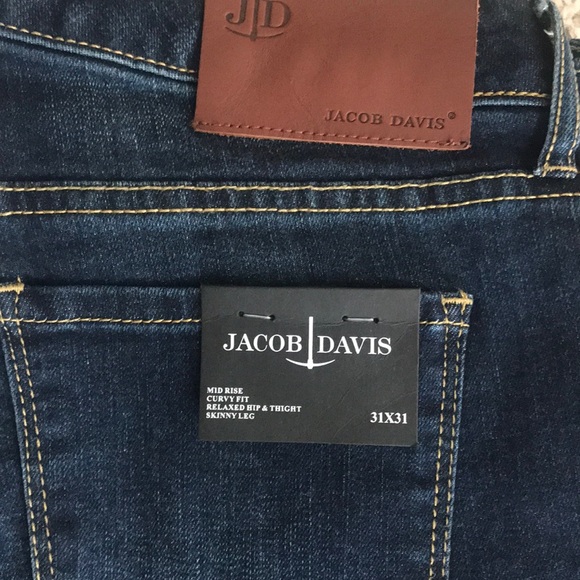 JD
JACOB DAVIS®
JACOB DAVIS
MID RISE
CURVY FIT
RELAXED HIP & THIGHT
SKINNY LEG
31X31